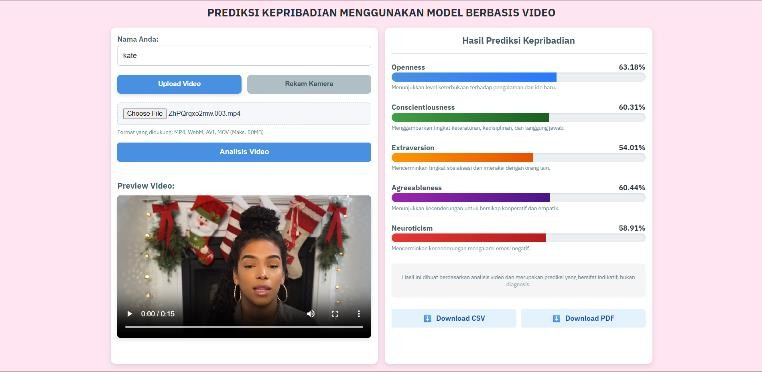 PREDIKSI KEPRIBADIAN MENGGUNAKAN MODEL BERBASIS VIDEO
Nama Anda:
kate
Upload Video
Rekam Kamera
Choose File ZhPQrqxo2mw.003.mp4
Format yang didukung: MP4, WebM, AVI, MOV (Maks. 50MB)
Analisis Video
Preview Video:
0:00 / 0:15
Hasil Prediksi Kepribadian
Openness 63.18%
Menunjukkan level keterbukaan terhadap pengalaman dan ide baru.
Conscientiousness 60.31%
Menggambarkan tingkat keteraturan, kedisiplinan, dan tanggung jawab.
Extraversion 54.01%
Mencerminkan tingkat sosialisasi dan interaksi dengan orang lain.
Agreeableness 60.44%
Menunjukkan kecenderungan untuk bersikap kooperatif dan empatik.
Neuroticism 58.91%
Mencerminkan kecenderungan mengalami emosi negatif.
Hasil ini dibuat berdasarkan analisis video dan merupakan prediksi yang bersifat indikatif, bukan
diagnosis.
Download CSV
Download PDF